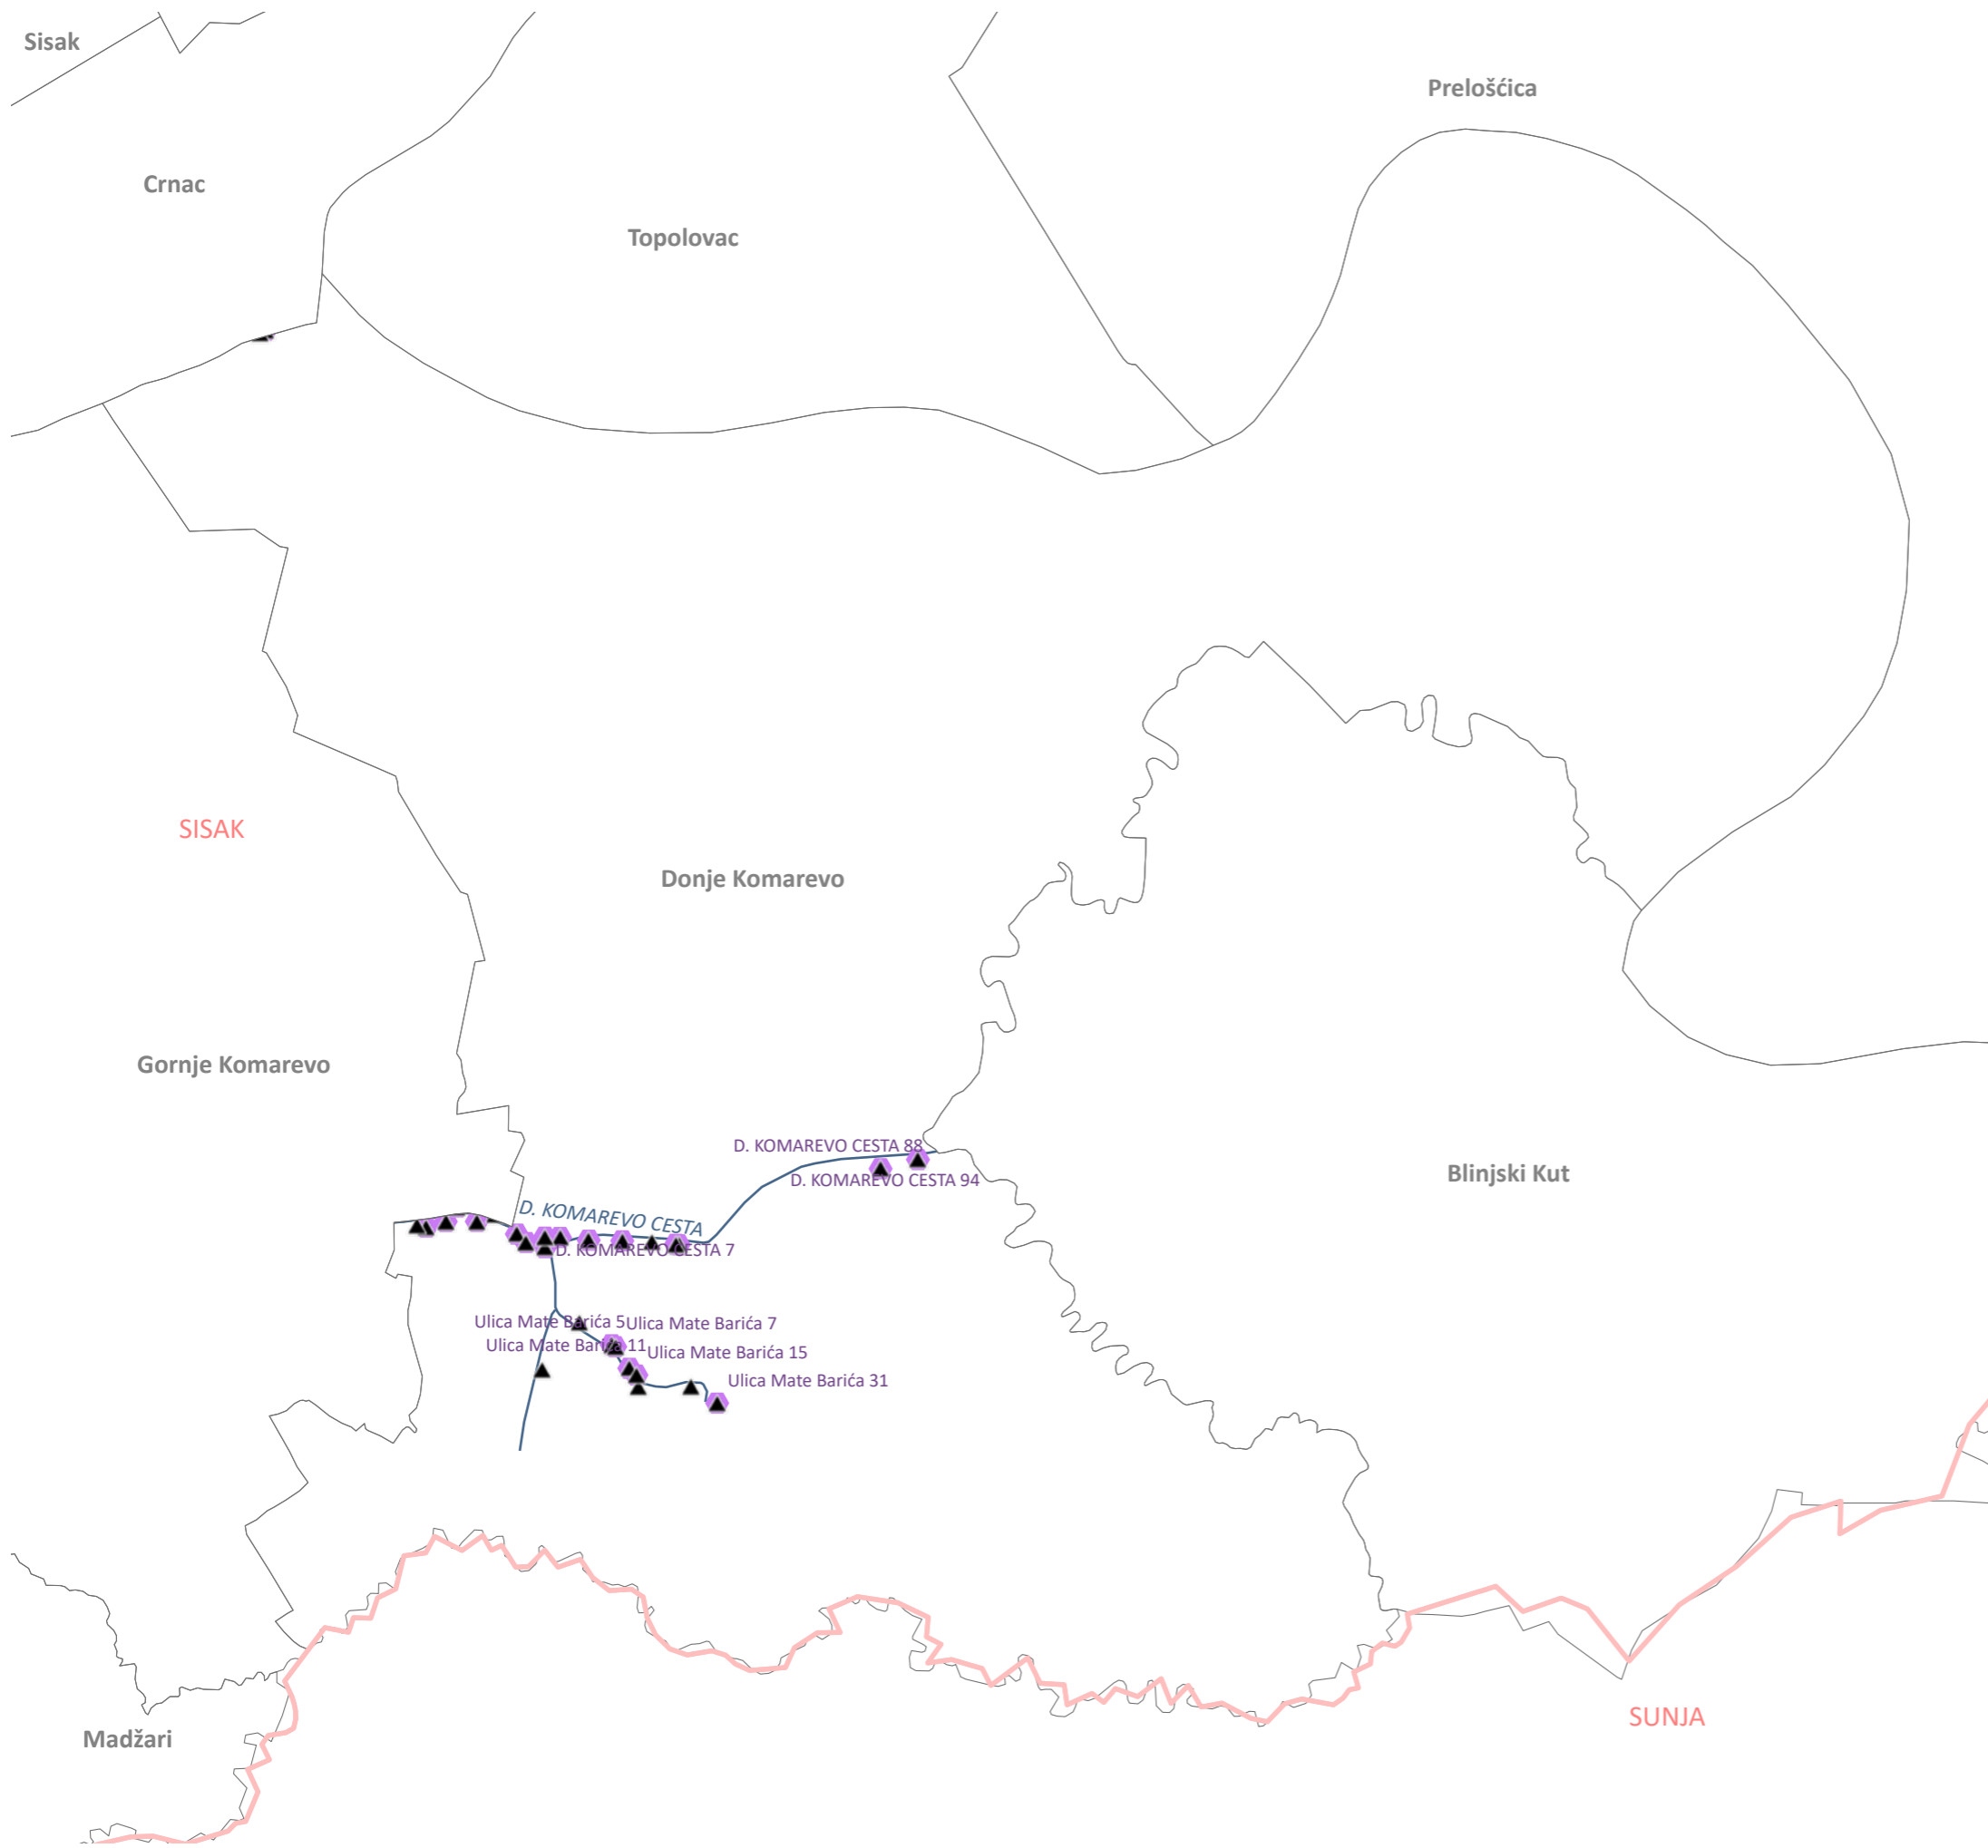 Sisak
Prelošćica
Crnac
Topolovac
SISAK
Donje Komarevo
Gornje Komarevo
D. KOMAREVO CESTA 88
Blinjski Kut
D. KOMAREVO CESTA 94
D. KOMAREVO CESTA
D. KOMAREVO CESTA 7
Ulica Mate Barića 5
Ulica Mate Barića 7
Ulica Mate Barića 11
Ulica Mate Barića 15
Ulica Mate Barića 31
SUNJA
Madžari